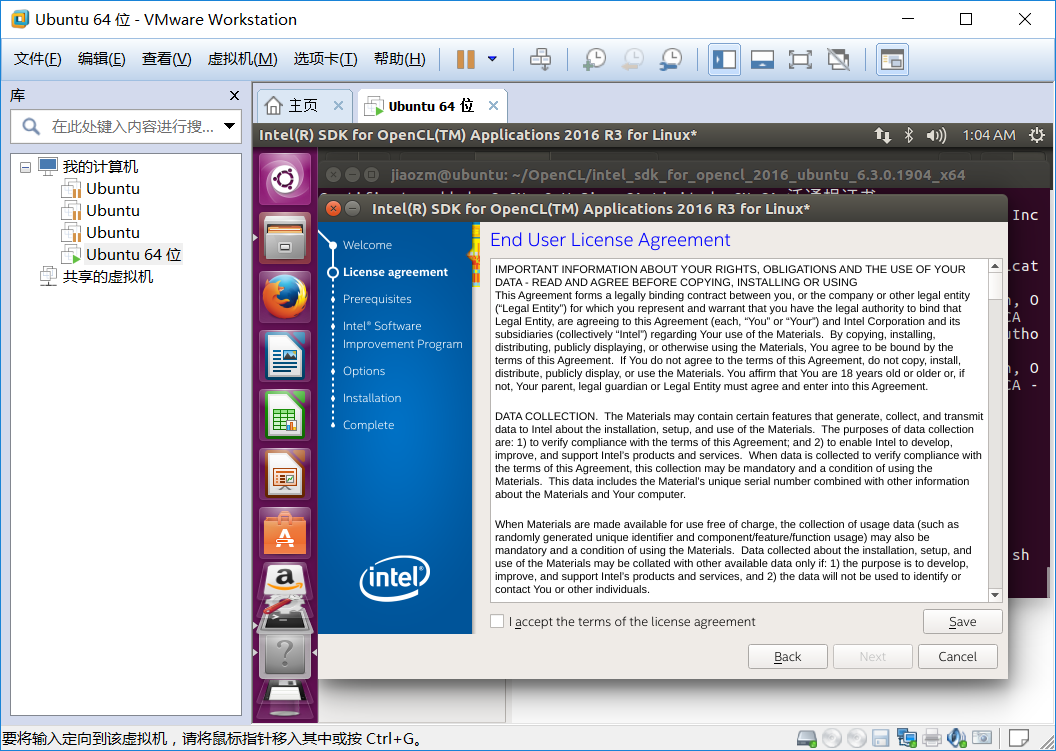 Ubuntu 64 位 - VMware Workstation
文件(F) 编辑(E) 查看(V) 虚拟机(M) 选项卡(T) 帮助(H)
库
在此处键入内容进行搜...
我的计算机
Ubuntu
Ubuntu
Ubuntu
Ubuntu 64 位
共享的虚拟机
主页 Ubuntu 64 位
Intel(R) SDK for OpenCL(TM) Applications 2016 R3 for Linux* 1:04 AM
jiaozm@ubuntu: ~/OpenCL/intel_sdk_for_opencl_2016_ubuntu_6.3.0.1904_x64
Inc
icat
n, O
CA
utho
n, O
CA -
sh
Intel(R) SDK for OpenCL(TM) Applications 2016 R3 for Linux*
Welcome
License agreement
Prerequisites
Intel® Software
Improvement Program
Options
Installation
Complete
intel
End User License Agreement
IMPORTANT INFORMATION ABOUT YOUR RIGHTS, OBLIGATIONS AND THE USE OF YOUR
DATA - READ AND AGREE BEFORE COPYING, INSTALLING OR USING
This Agreement forms a legally binding contract between you, or the company or other legal entity
(“Legal Entity”) for which you represent and warrant that you have the legal authority to bind that
Legal Entity, are agreeing to this Agreement (each, “You” or “Your”) and Intel Corporation and its
subsidiaries (collectively “Intel”) regarding Your use of the Materials. By copying, installing,
distributing, publicly displaying, or otherwise using the Materials, You agree to be bound by the
terms of this Agreement. If You do not agree to the terms of this Agreement, do not copy, install,
distribute, publicly display, or use the Materials. You affirm that You are 18 years old or older or, if
not, Your parent, legal guardian or Legal Entity must agree and enter into this Agreement.
DATA COLLECTION. The Materials may contain certain features that generate, collect, and transmit
data to Intel about the installation, setup, and use of the Materials. The purposes of data collection
are: 1) to verify compliance with the terms of this Agreement; and 2) to enable Intel to develop,
improve, and support Intel's products and services. When data is collected to verify compliance with
the terms of this Agreement, this collection may be mandatory and a condition of using the
Materials. This data includes the Material's unique serial number combined with other information
about the Materials and Your computer.
When Materials are made available for use free of charge, the collection of usage data (such as
randomly generated unique identifier and component/feature/function usage) may also be
mandatory and a condition of using the Materials. Data collected about the installation, setup, and
use of the Materials may be collated with other available data only if: 1) the purpose is to develop,
improve, and support Intel's products and services, and 2) the data will not be used to identify or
contact You or other individuals.
I accept the terms of the license agreement
Save
Back Next Cancel
要将输入定向到该虚拟机，请将鼠标指针移入其中或按 Ctrl+G。